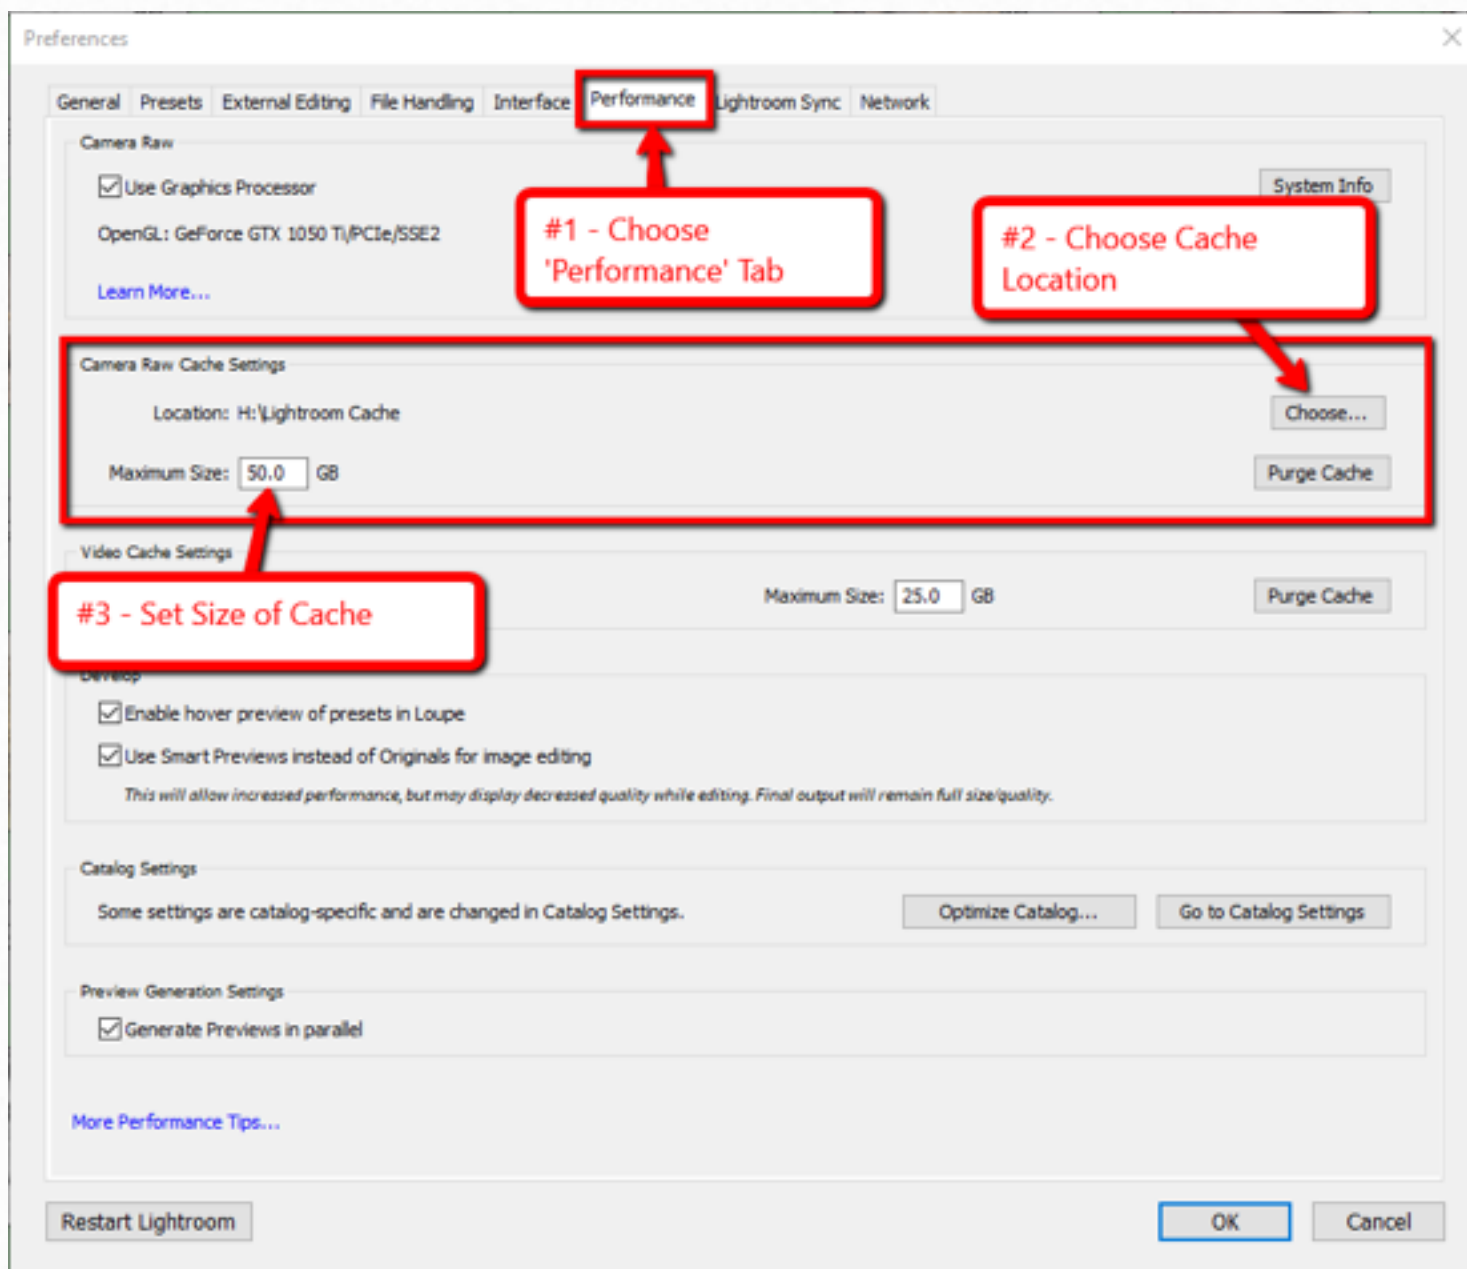 Preferences
General Presets External Editing File Handling Interface Performance Lightroom Sync Network
Camera Raw
Use Graphics Processor
System Info
OpenGL: GeForce GTX 1050 Ti/PCIe/SSE2
Learn More...
#1 - Choose
'Performance' Tab
#2 - Choose Cache
Location
Camera Raw Cache Settings
Location: H:\Lightroom Cache
Choose...
Maximum Size: 50.0 GB
Purge Cache
Video Cache Settings
Maximum Size: 25.0 GB
Purge Cache
#3 - Set Size of Cache
Develop
Enable hover preview of presets in Loupe
Use Smart Previews instead of Originals for image editing
This will allow increased performance, but may display decreased quality while editing. Final output will remain full size/quality.
Catalog Settings
Some settings are catalog-specific and are changed in Catalog Settings.
Optimize Catalog...
Go to Catalog Settings
Preview Generation Settings
Generate Previews in parallel
More Performance Tips...
Restart Lightroom
OK
Cancel